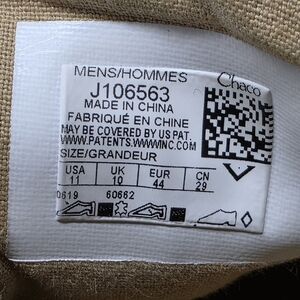 MENS/HOMMES
Chaco
J106563
MADE IN CHINA
FABRIQUÉ EN CHINE
MAY BE COVERED BY US PAT.
WWW.PATENTS.WWWINC.COM
SIZE/GRANDEUR
USA UK EUR CN
11 10 44 29
0619 60662